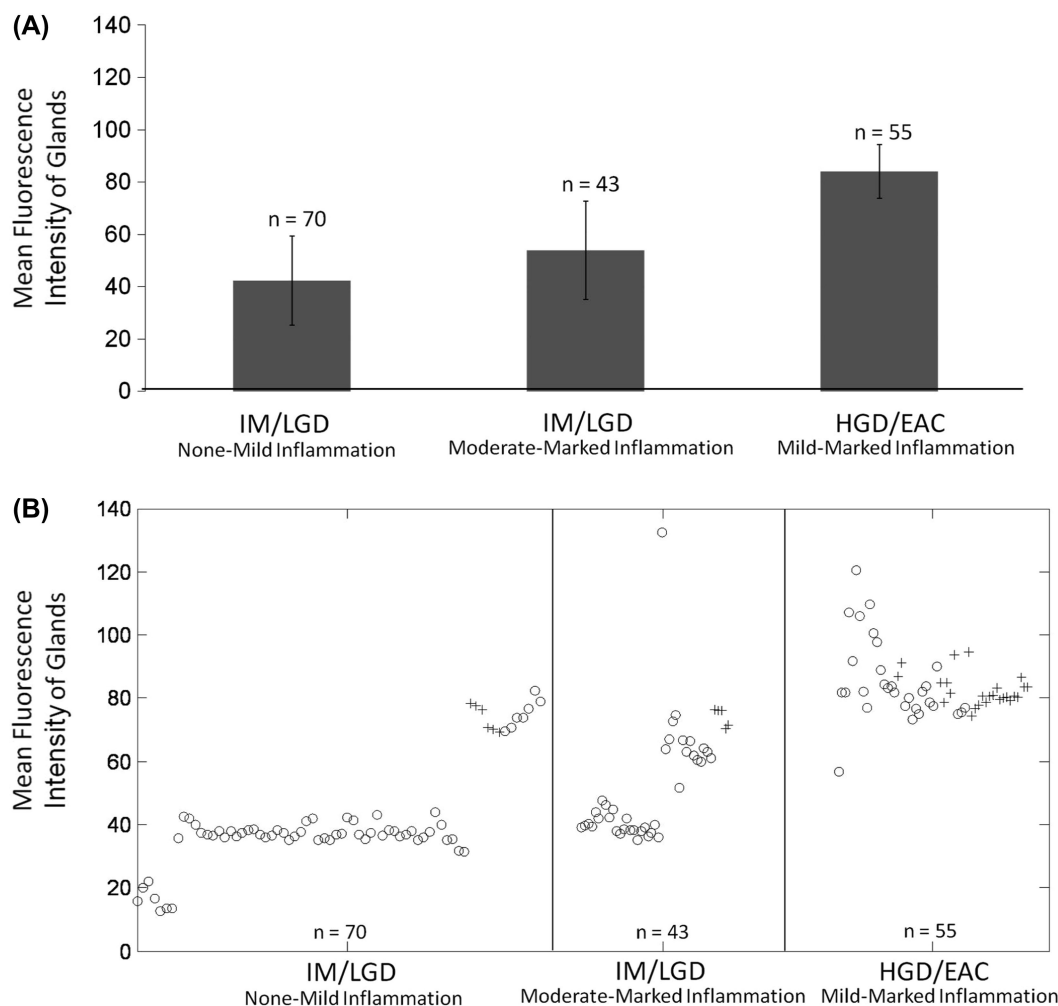 (A)
Mean Fluorescence
Intensity of Glands
140
120
100
80
60
40
20
0
n = 70
n = 43
n = 55
IM/LGD
None-Mild Inflammation
IM/LGD
Moderate-Marked Inflammation
HGD/EAC
Mild-Marked Inflammation
(B)
Mean Fluorescence
Intensity of Glands
140
120
100
80
60
40
20
0
n = 70
n = 43
n = 55
IM/LGD
None-Mild Inflammation
IM/LGD
Moderate-Marked Inflammation
HGD/EAC
Mild-Marked Inflammation